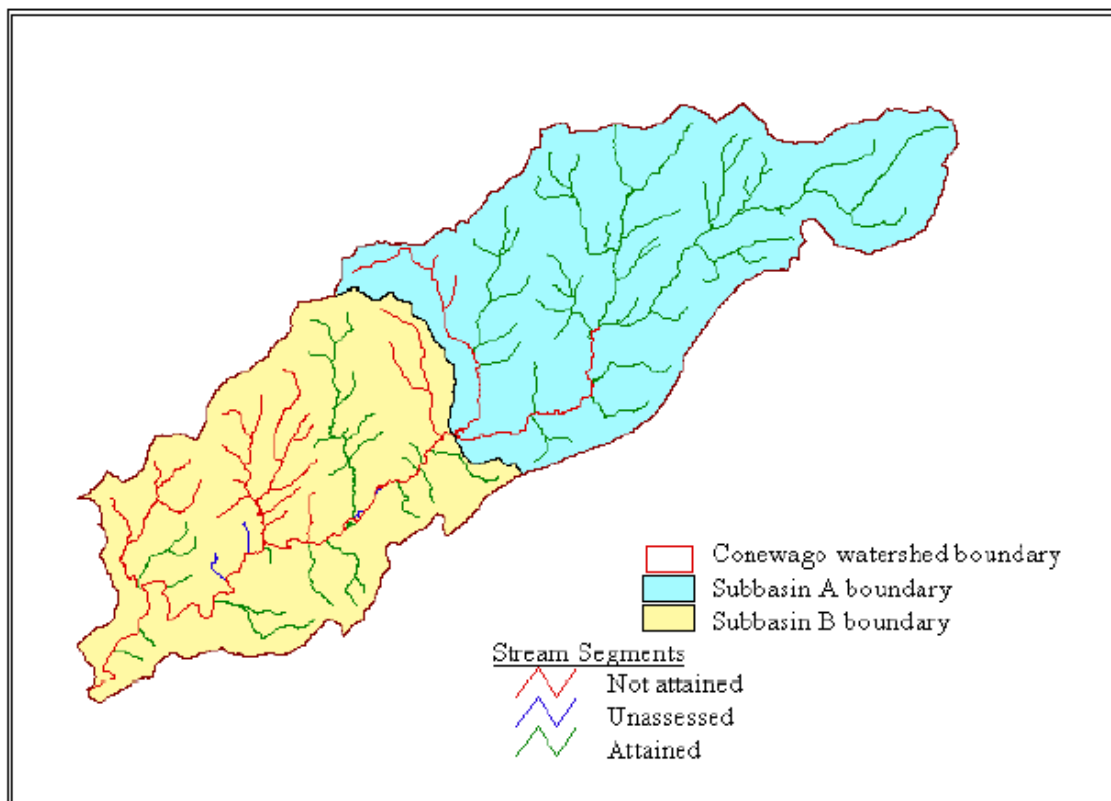 Conewago watershed boundary
Subbasin A boundary
Subbasin B boundary
Stream Segments
Not attained
Unassessed
Attained